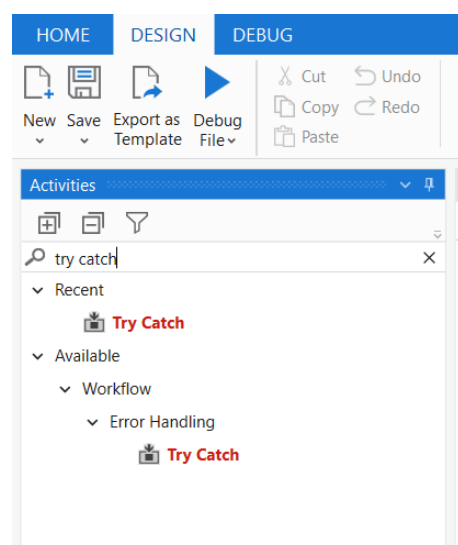 HOME DESIGN DEBUG
New Save Export as Template Debug File
Cut Undo
Copy Redo
Paste
Activities
try catch
Recent
Try Catch
Available
Workflow
Error Handling
Try Catch